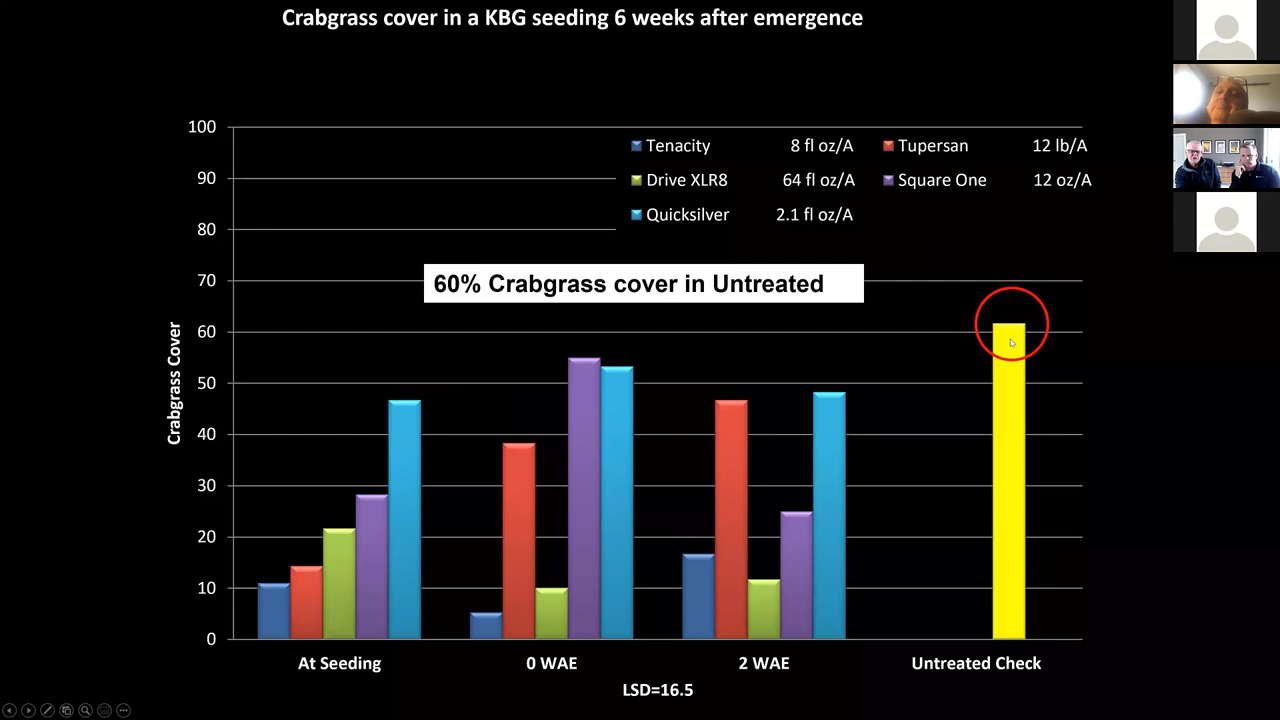 Crabgrass cover in a KBG seeding 6 weeks after emergence
100
90
80
70
60
50
40
30
20
10
0
Crabgrass Cover
Tenacity 8 fl oz/A Tupersan 12 lb/A
Drive XLR8 64 fl oz/A Square One 12 oz/A
Quicksilver 2.1 fl oz/A
60% Crabgrass cover in Untreated
At Seeding 0 WAE 2 WAE Untreated Check
LSD=16.5